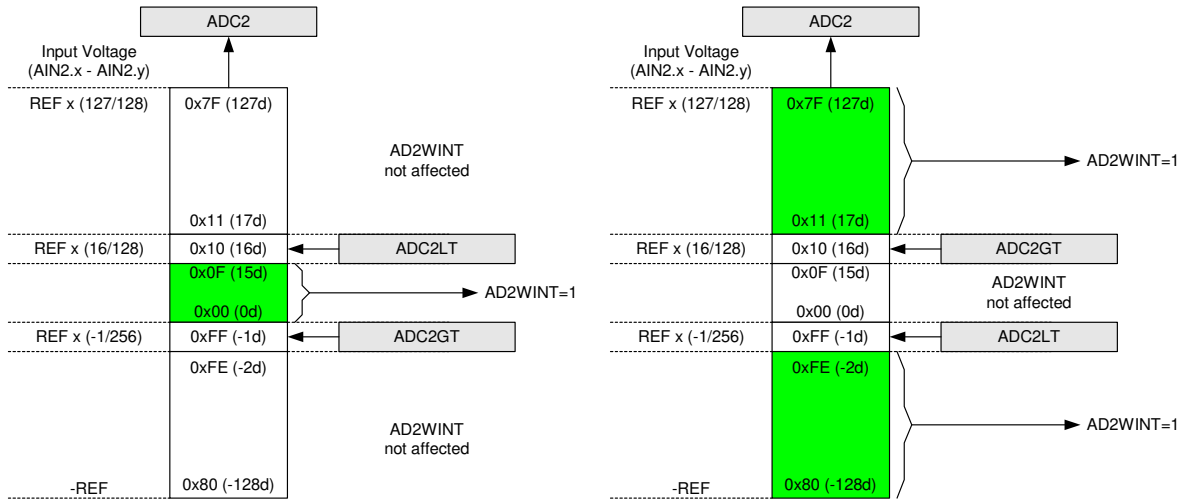 ADC2
Input Voltage
(AIN2.x - AIN2.y)
REF x (127/128)
0x7F (127d)
AD2WINT
not affected
0x11 (17d)
REF x (16/128)
0x10 (16d)
ADC2LT
0x0F (15d)
AD2WINT=1
0x00 (0d)
REF x (-1/256)
0xFF (-1d)
ADC2GT
0xFE (-2d)
AD2WINT
not affected
-REF
0x80 (-128d)
ADC2
Input Voltage
(AIN2.x - AIN2.y)
REF x (127/128)
0x7F (127d)
AD2WINT=1
0x11 (17d)
REF x (16/128)
0x10 (16d)
ADC2GT
0x0F (15d)
AD2WINT
not affected
0x00 (0d)
REF x (-1/256)
0xFF (-1d)
ADC2LT
0xFE (-2d)
AD2WINT=1
-REF
0x80 (-128d)